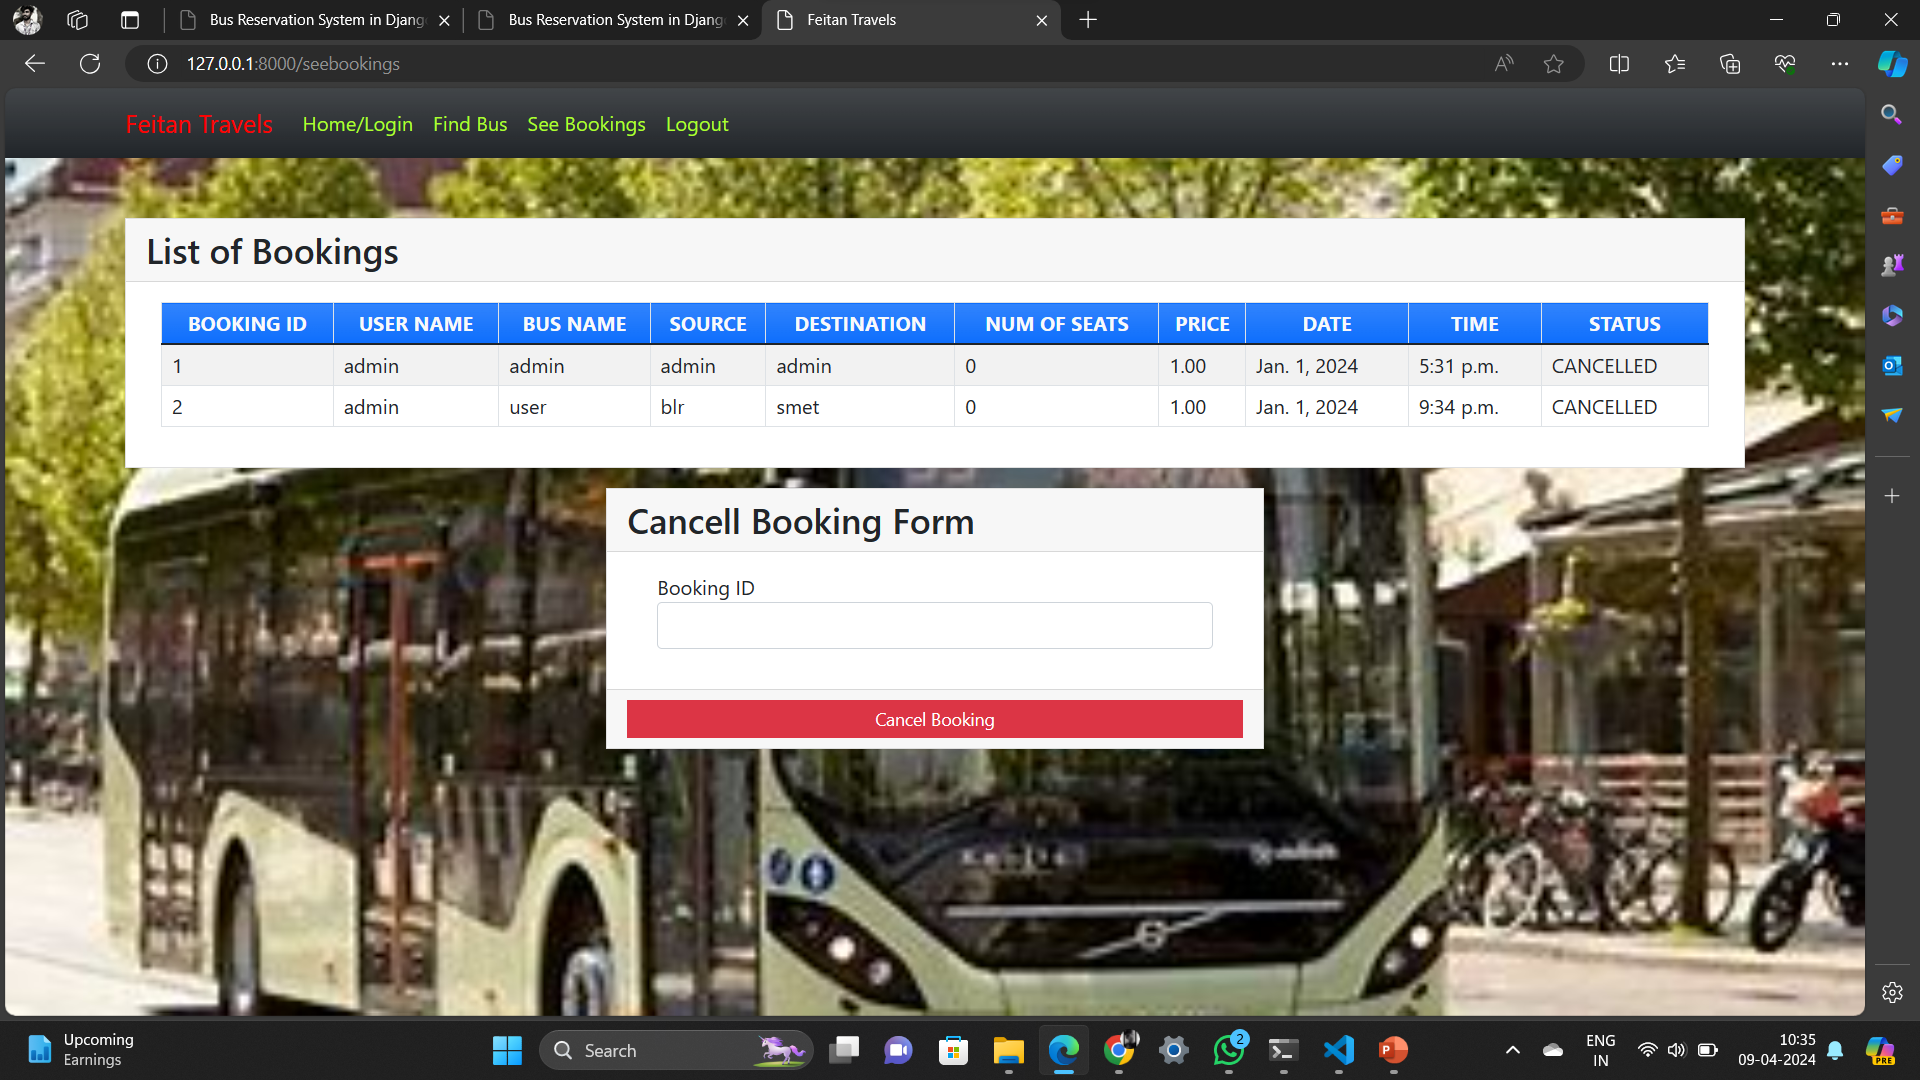 Bus Reservation System in Djang
Bus Reservation System in Djang
Feitan Travels
127.0.0.1:8000/seebookings
Feitan Travels
Home/Login
Find Bus
See Bookings
Logout
List of Bookings
BOOKING ID USER NAME BUS NAME SOURCE DESTINATION NUM OF SEATS PRICE DATE TIME STATUS
1 admin admin admin admin 0 1.00 Jan. 1, 2024 5:31 p.m. CANCELLED
2 admin user blr smet 0 1.00 Jan. 1, 2024 9:34 p.m. CANCELLED
Cancell Booking Form
Booking ID
Cancel Booking
Upcoming
Earnings
Search
2
ENG
IN
10:35
09-04-2024
PRE